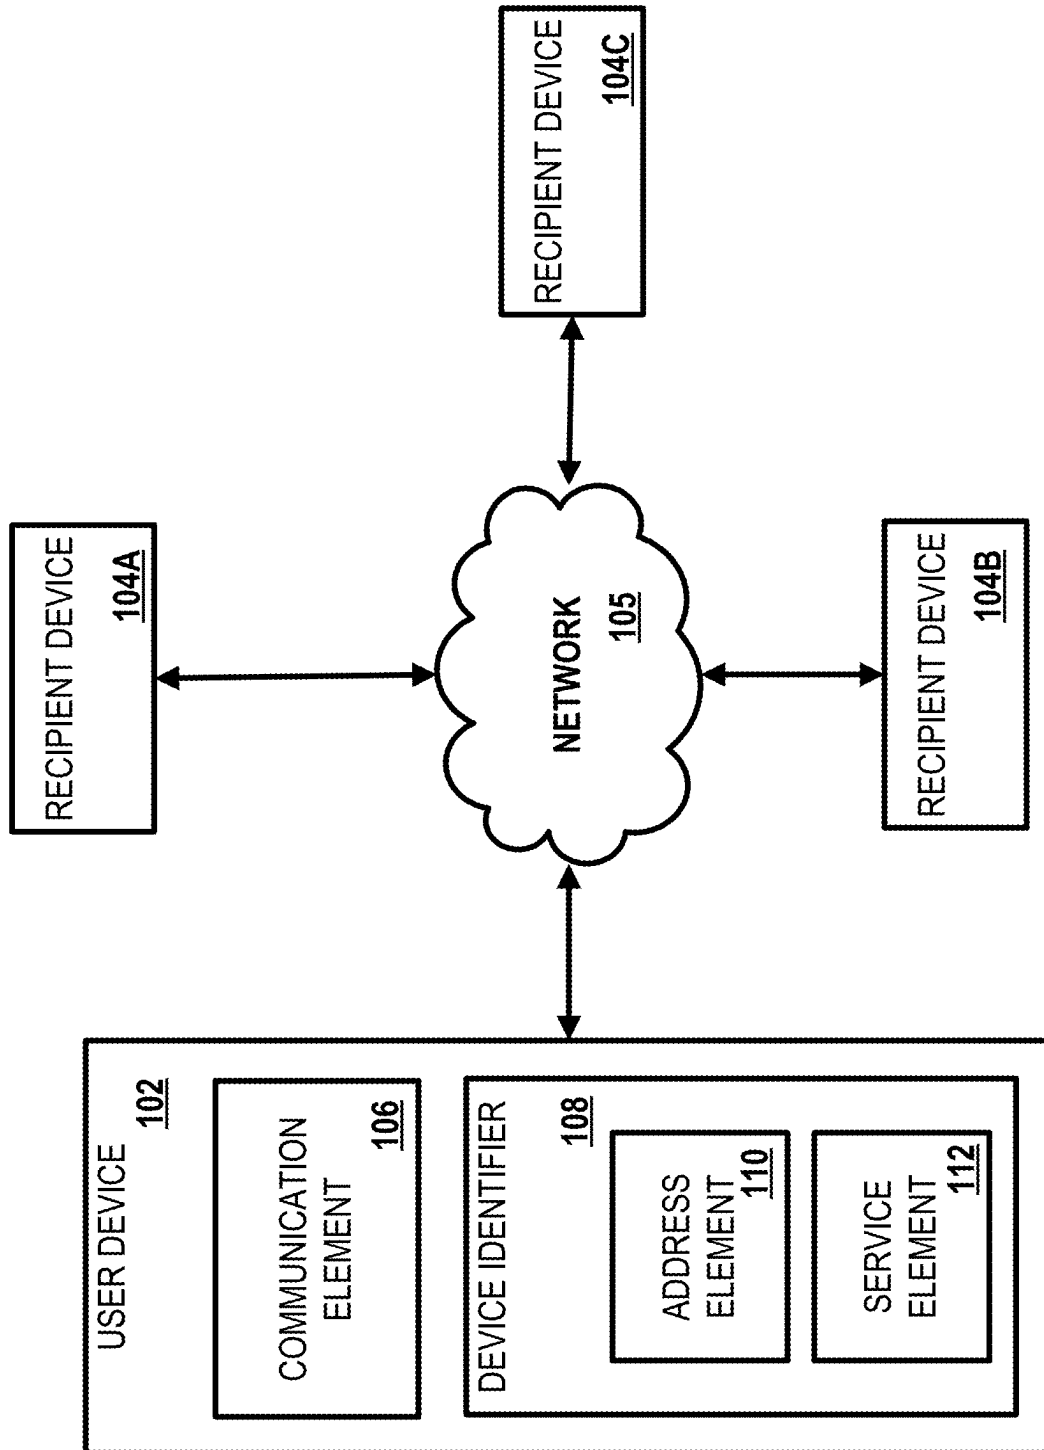 USER DEVICE
102
COMMUNICATION
ELEMENT
106
DEVICE IDENTIFIER
108
ADDRESS
ELEMENT
110
SERVICE
ELEMENT
112
NETWORK
105
RECIPIENT DEVICE
104A
RECIPIENT DEVICE
104B
RECIPIENT DEVICE
104C